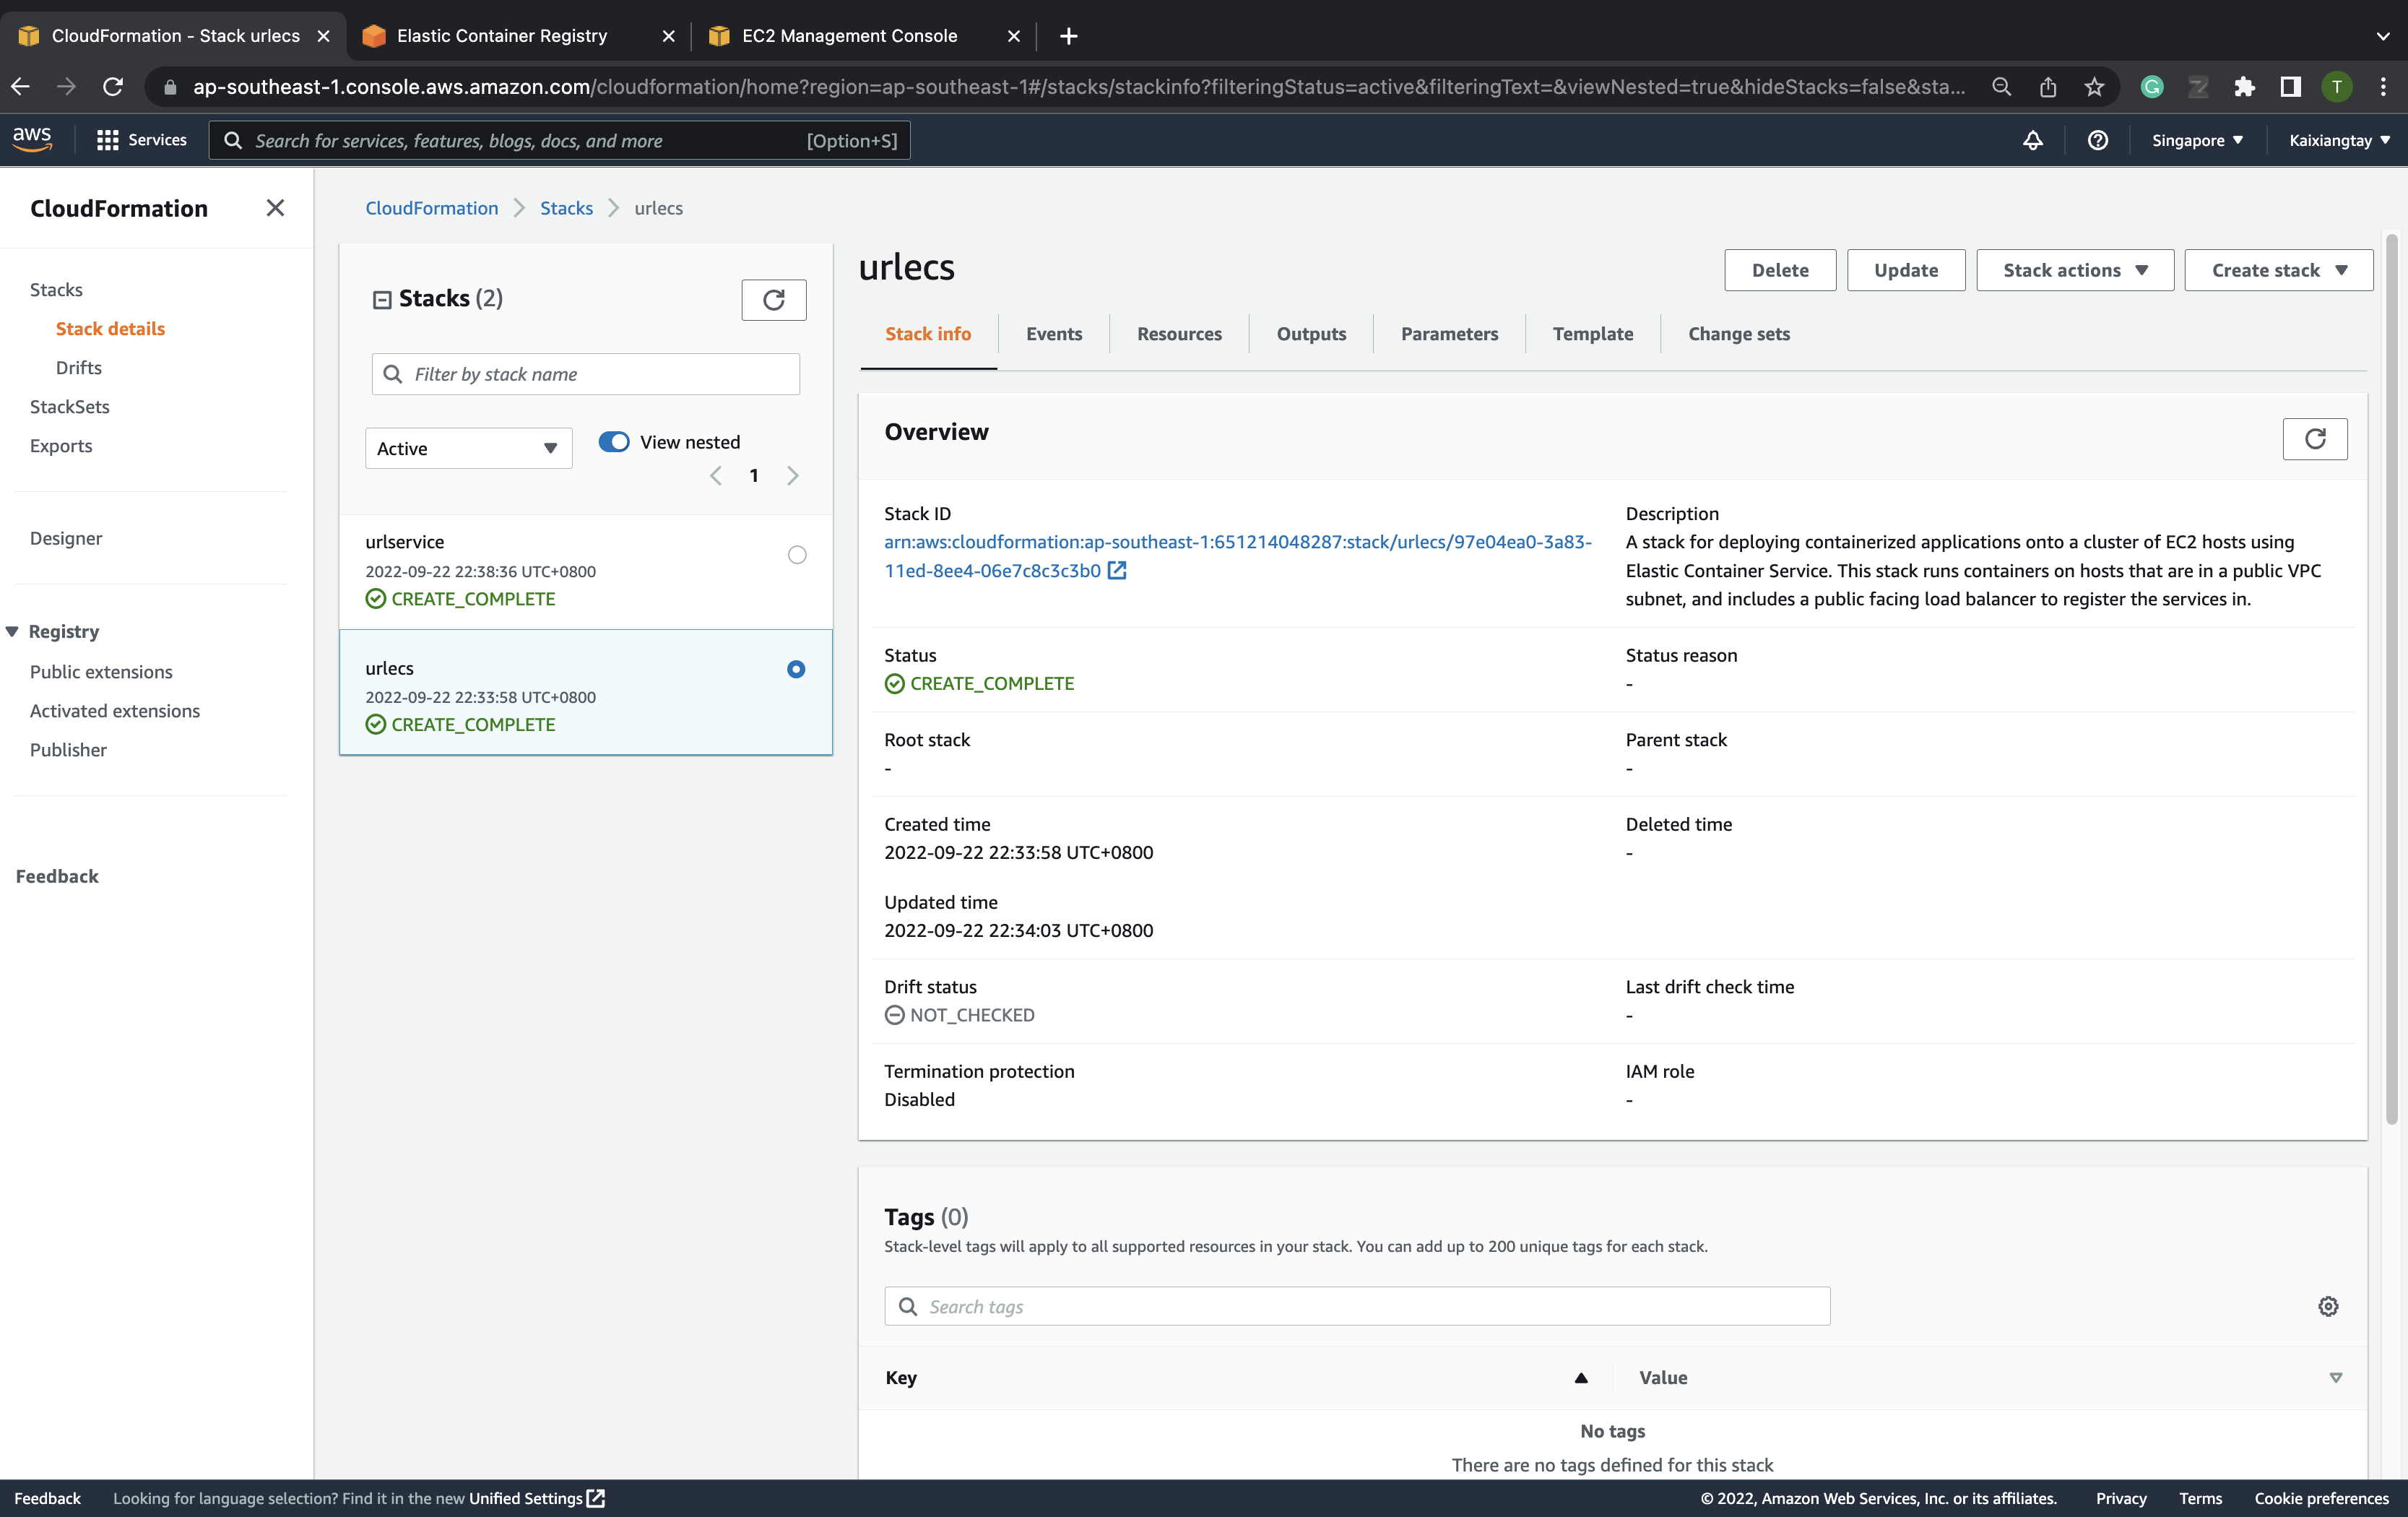 CloudFormation - Stack urlecs
Elastic Container Registry
EC2 Management Console
ap-southeast-1.console.aws.amazon.com/cloudformation/home?region=ap-southeast-1#/stacks/stackinfo?filteringStatus=active&filteringText=&viewNested=true&hideStacks=false&sta...
G
Z
T
aws
Services
Search for services, features, blogs, docs, and more
[Option+S]
Singapore
Kaixiangtay
CloudFormation
Stacks
Stack details
Drifts
StackSets
Exports
Designer
Registry
Public extensions
Activated extensions
Publisher
Feedback
CloudFormation
Stacks
urlecs
Stacks (2)
Filter by stack name
Active
View nested
1
urlservice
2022-09-22 22:38:36 UTC+0800
CREATE_COMPLETE
urlecs
2022-09-22 22:33:58 UTC+0800
CREATE_COMPLETE
urlecs
Delete
Update
Stack actions
Create stack
Stack info
Events
Resources
Outputs
Parameters
Template
Change sets
Overview
Stack ID
arn:aws:cloudformation:ap-southeast-1:651214048287:stack/urlecs/97e04ea0-3a83-
11ed-8ee4-06e7c8c3c3b0
Description
A stack for deploying containerized applications onto a cluster of EC2 hosts using
Elastic Container Service. This stack runs containers on hosts that are in a public VPC
subnet, and includes a public facing load balancer to register the services in.
Status
CREATE_COMPLETE
Status reason
-
Root stack
-
Parent stack
-
Created time
2022-09-22 22:33:58 UTC+0800
Deleted time
-
Updated time
2022-09-22 22:34:03 UTC+0800
Drift status
NOT_CHECKED
Last drift check time
-
Termination protection
Disabled
IAM role
-
Tags (0)
Stack-level tags will apply to all supported resources in your stack. You can add up to 200 unique tags for each stack.
Search tags
Key
Value
No tags
There are no tags defined for this stack
Feedback
Looking for language selection? Find it in the new Unified Settings
© 2022, Amazon Web Services, Inc. or its affiliates.
Privacy
Terms
Cookie preferences